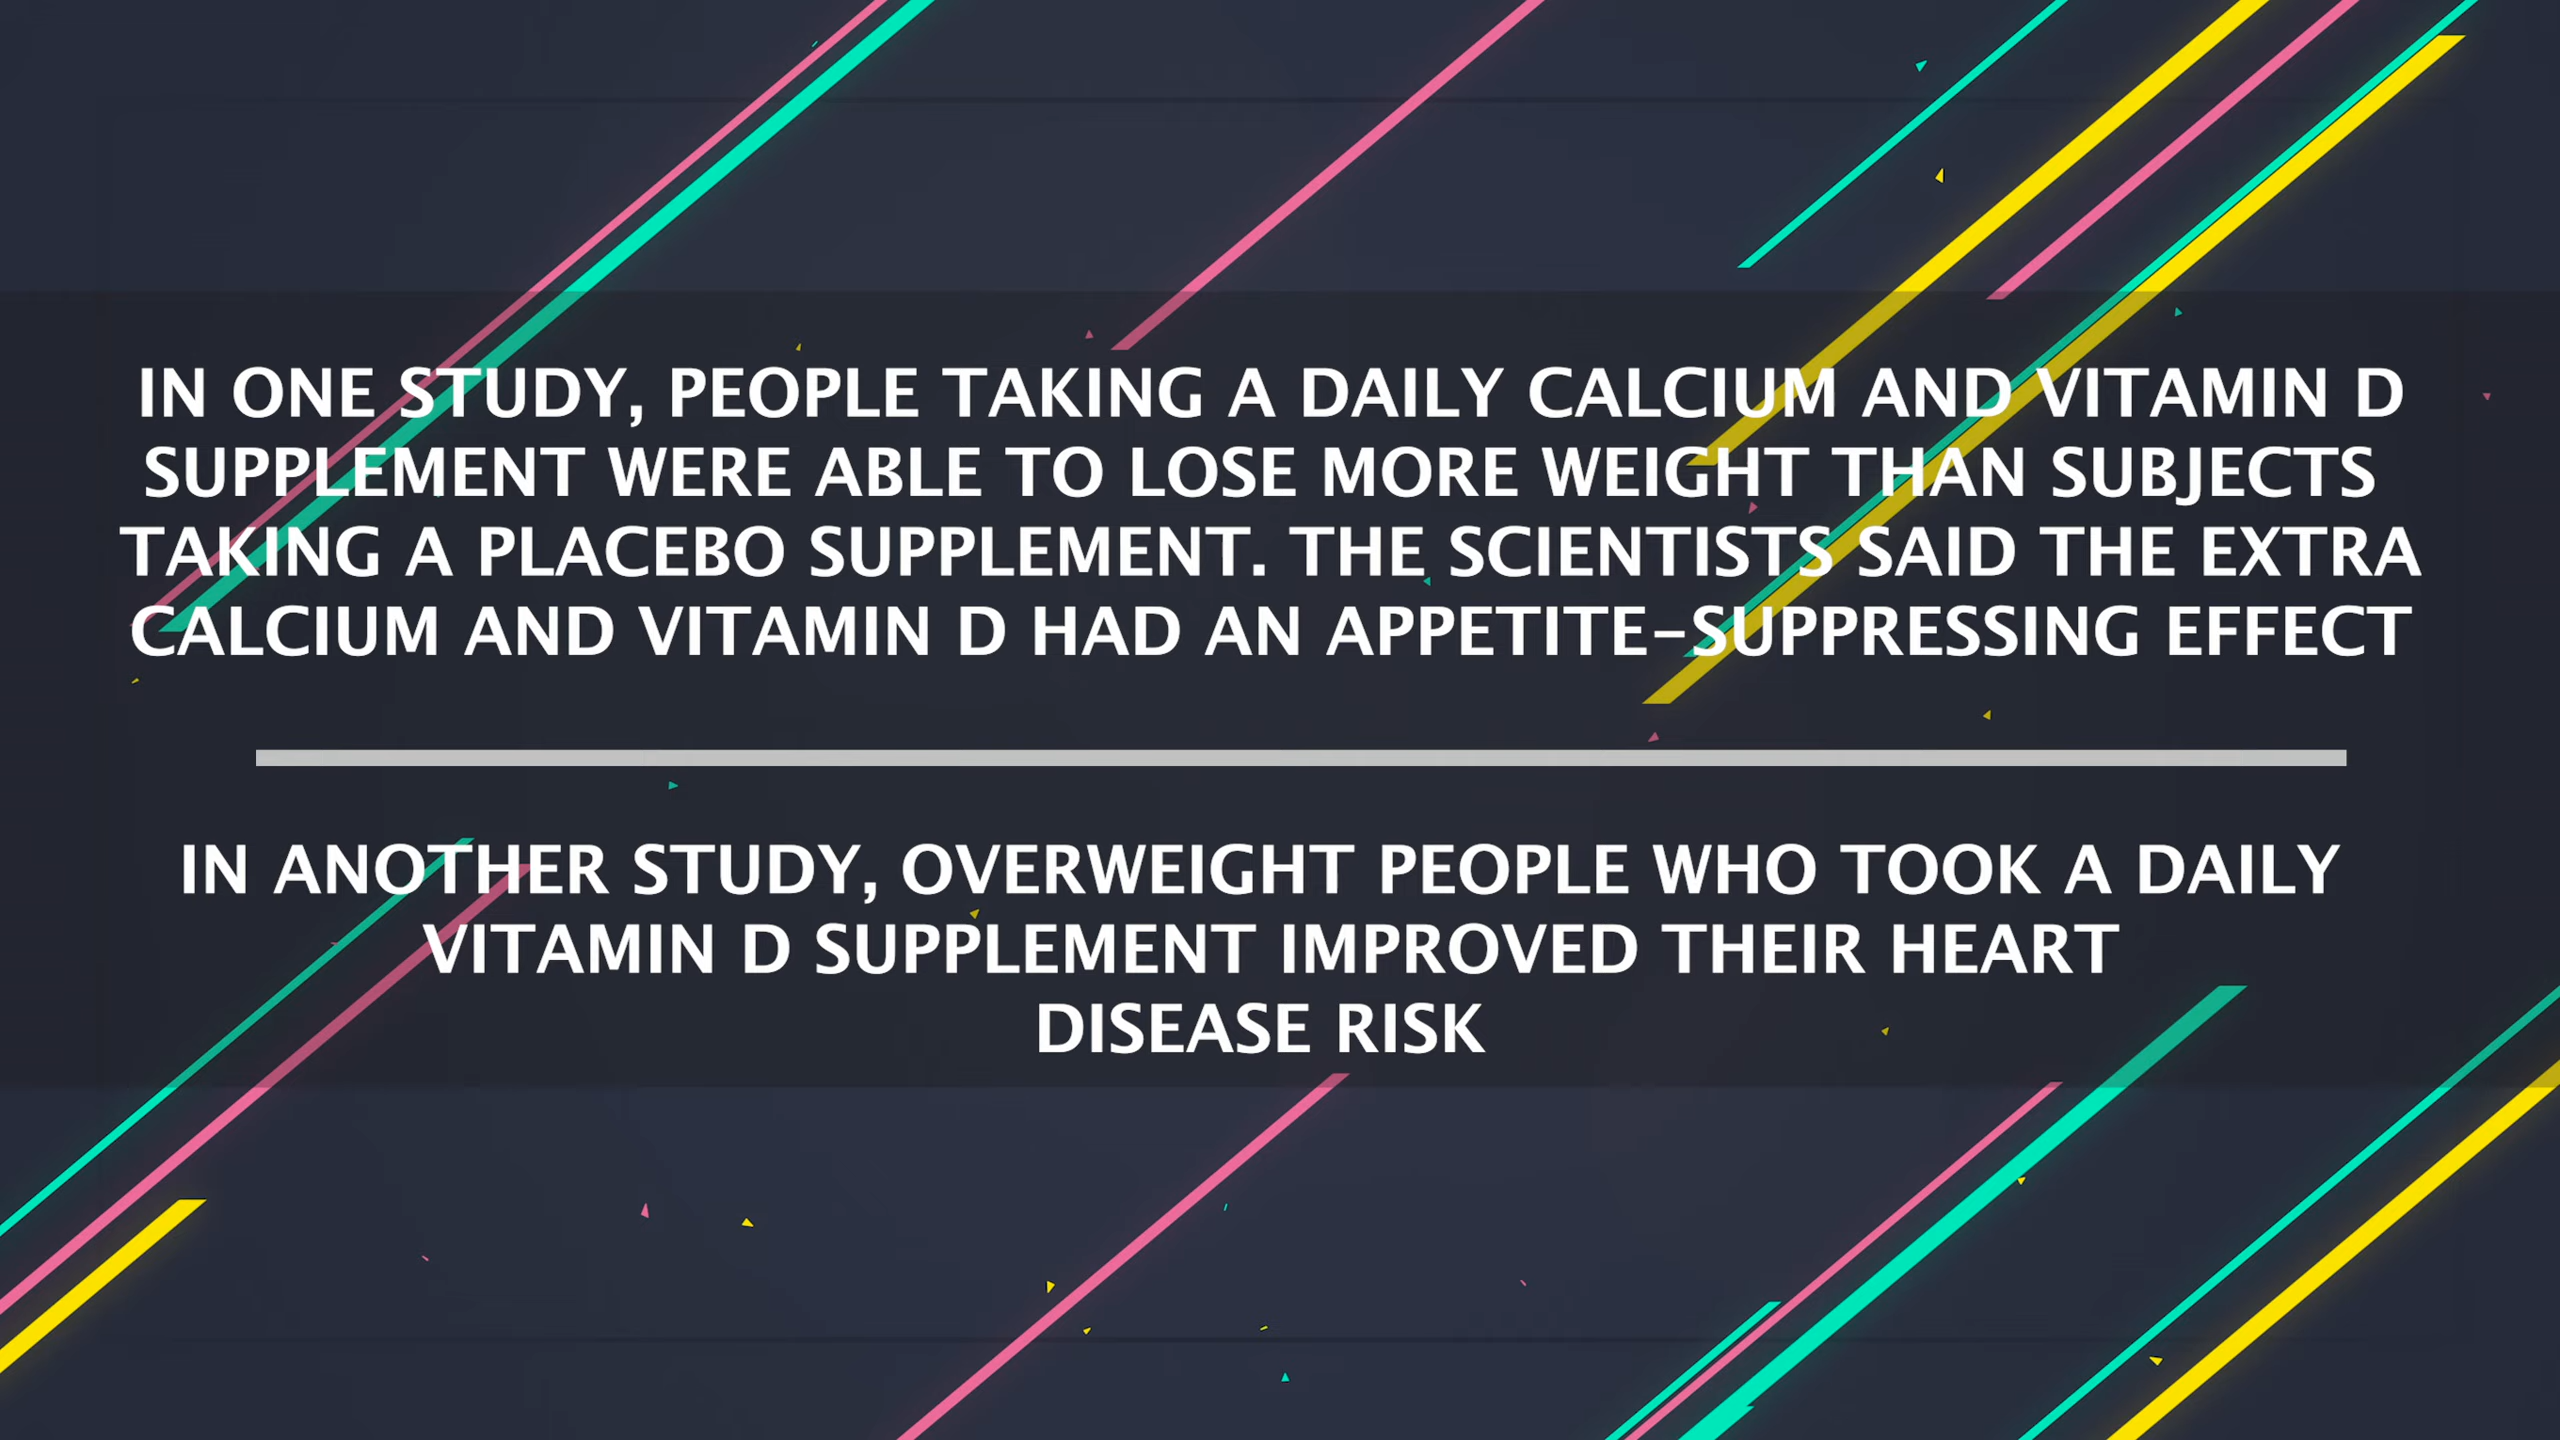 IN ONE STUDY, PEOPLE TAKING A DAILY CALCIUM AND VITAMIN D
SUPPLEMENT WERE ABLE TO LOSE MORE WEIGHT THAN SUBJECTS
TAKING A PLACEBO SUPPLEMENT. THE SCIENTISTS SAID THE EXTRA
CALCIUM AND VITAMIN D HAD AN APPETITE-SUPPRESSING EFFECT
IN ANOTHER STUDY, OVERWEIGHT PEOPLE WHO TOOK A DAILY
VITAMIN D SUPPLEMENT IMPROVED THEIR HEART
DISEASE RISK